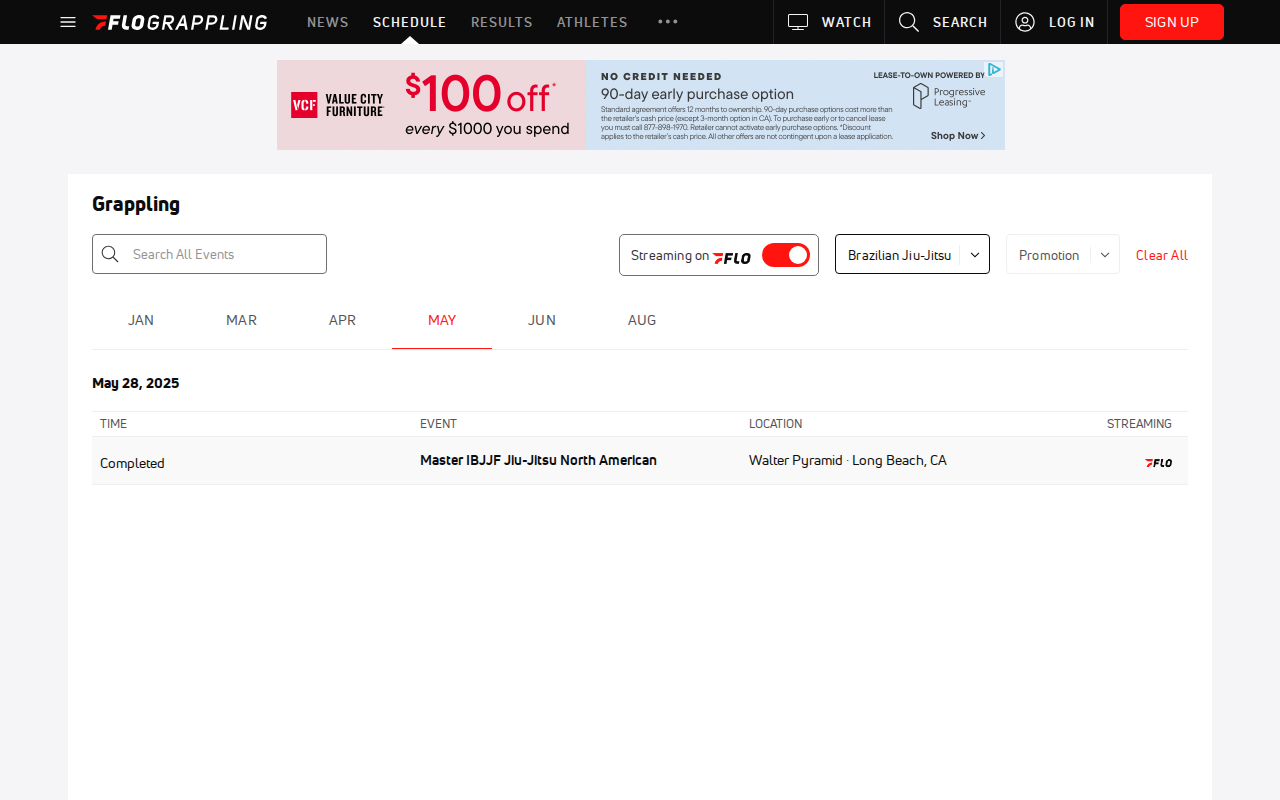 FLOGRAPPLING NEWS SCHEDULE RESULTS ATHLETES WATCH SEARCH LOG IN SIGN UP
VCF VALUE CITY FURNITURE
$100 off*
every $1000 you spend
NO CREDIT NEEDED
90-day early purchase option
Standard agreement offers 12 months to ownership. 90-day purchase options cost more than
the retailer's cash price (except 3-month option in CA). To purchase early or to cancel lease
you must call 877-898-1970. Retailer cannot activate early purchase options. *Discount
applies to the retailer's cash price. All other offers are not contingent upon a lease application.
LEASE-TO-OWN POWERED BY
Progressive
Leasing
Shop Now
Grappling
Search All Events
Streaming on FLO
Brazilian Jiu-Jitsu
Promotion
Clear All
JAN MAR APR MAY JUN AUG
May 28, 2025
TIME EVENT LOCATION STREAMING
Completed Master IBJJF Jiu-Jitsu North American Walter Pyramid · Long Beach, CA FLO